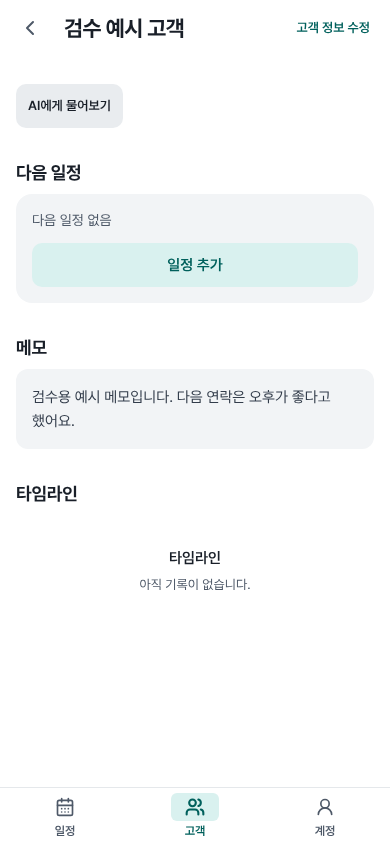 검수 예시 고객
고객 정보 수정
AI에게 물어보기
다음 일정
다음 일정 없음
일정 추가
메모
검수용 예시 메모입니다. 다음 연락은 오후가 좋다고
했어요.
타임라인
타임라인
아직 기록이 없습니다.
일정
고객
계정